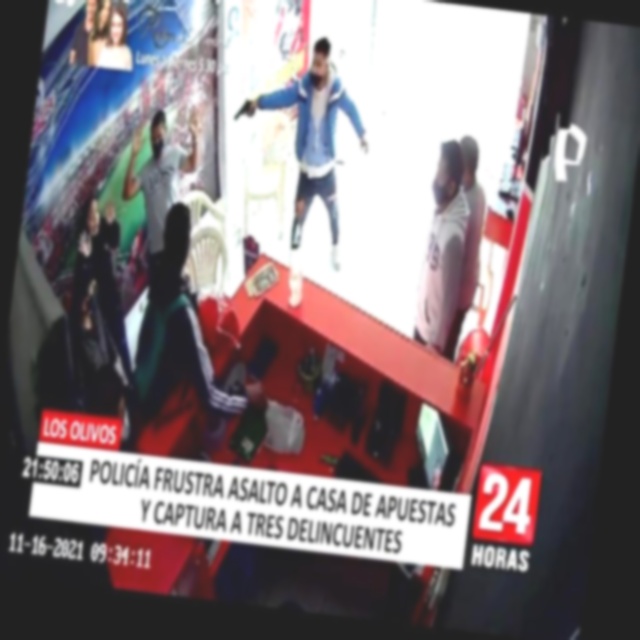 LOS OLIVOS
21:50:06
POLICÍA FRUSTRA ASALTO A CASA DE APUESTAS
Y CAPTURA A TRES DELINCUENTES
24
HORAS
11-16-2021 09:34:11
P